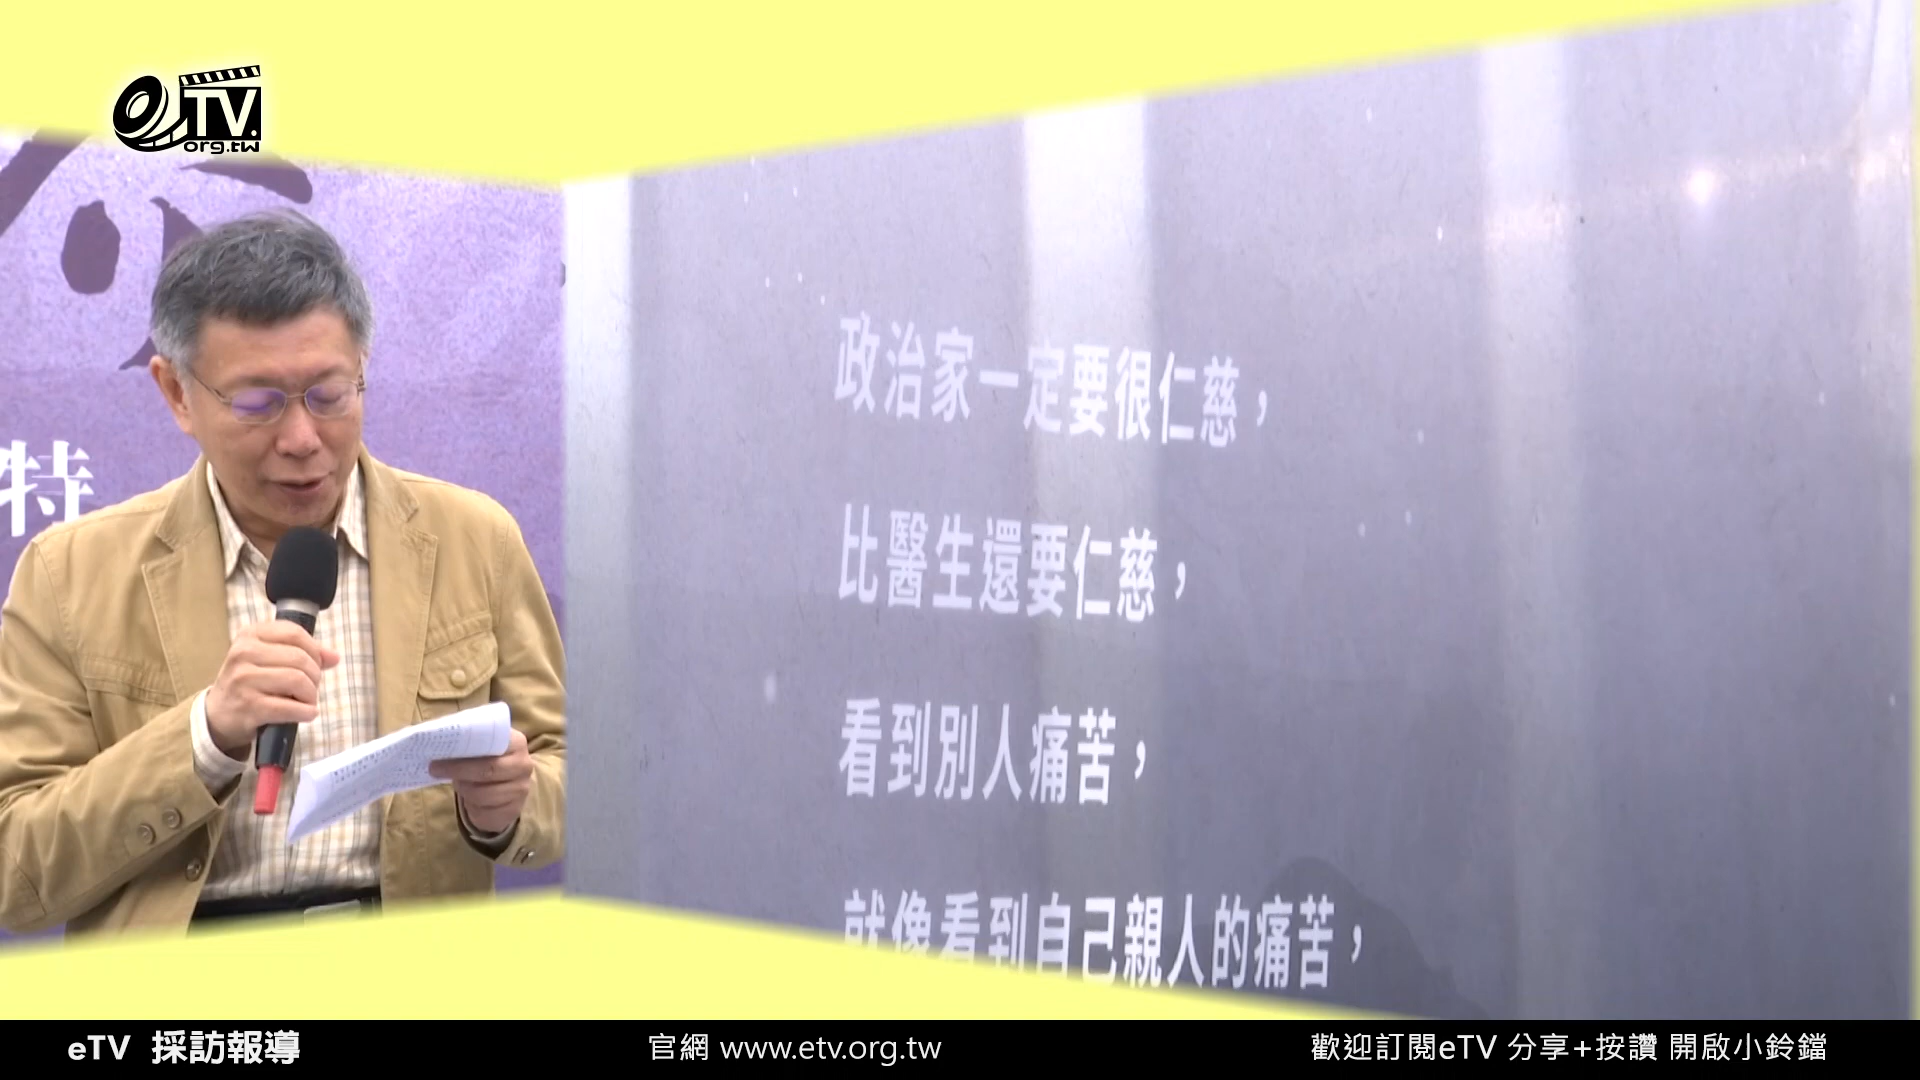 eTV.
org.tw
特
政治家一定要很仁慈，
比醫生還要仁慈，
看到別人痛苦，
就像看到自己親人的痛苦，
eTV 採訪報導
官網 www.etv.org.tw
歡迎訂閱eTV 分享+按讚 開啟小鈴鐺